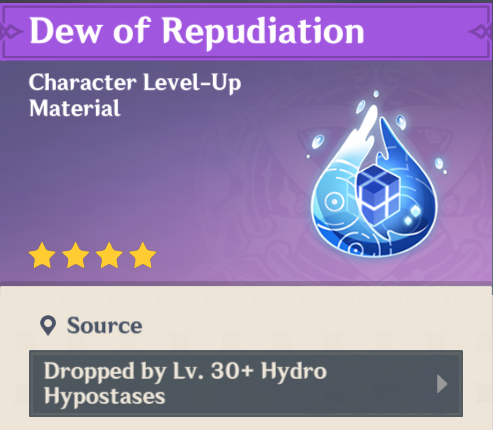 Dew of Repudiation
Character Level-Up
Material
Source
Dropped by Lv. 30+ Hydro
Hypostases